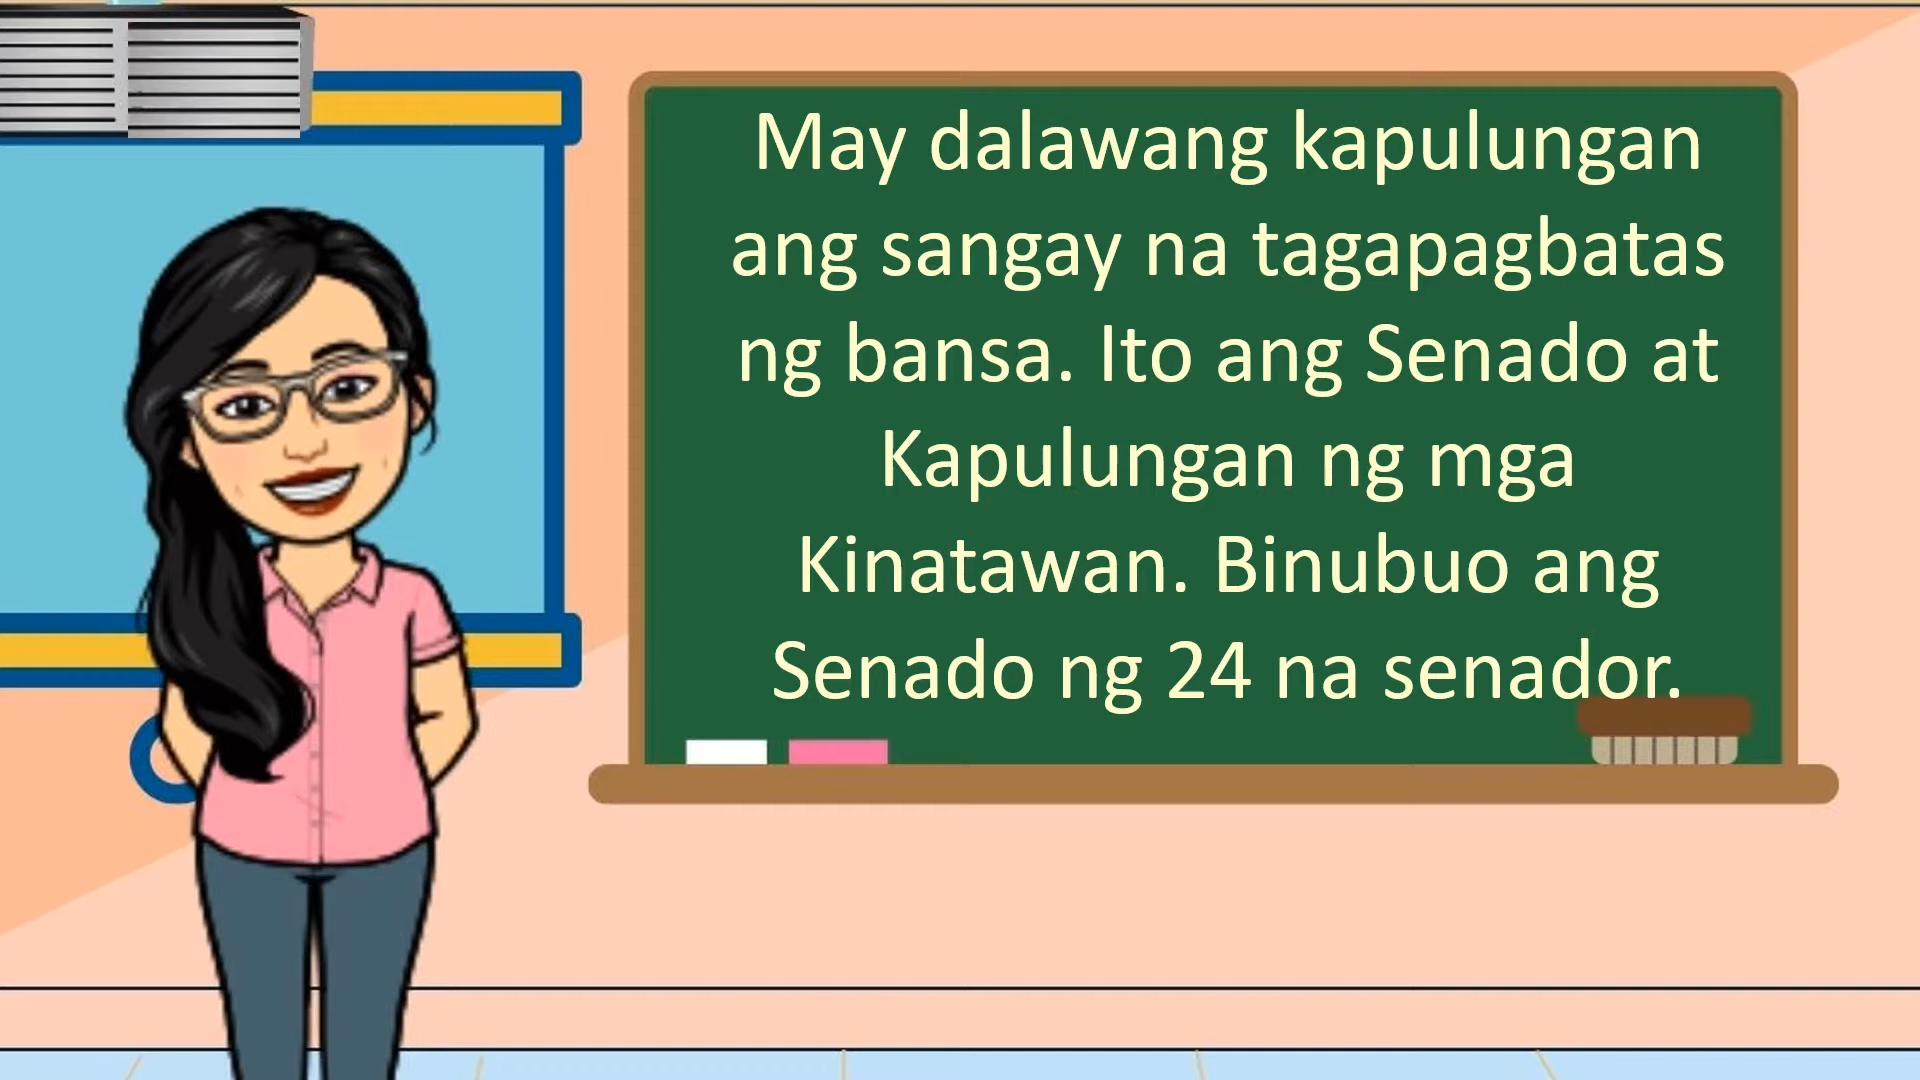 May dalawang kapulungan
ang sangay na tagapagbatas
ng bansa. Ito ang Senado at
Kapulungan ng mga
Kinatawan. Binubuo ang
Senado ng 24 na senador.